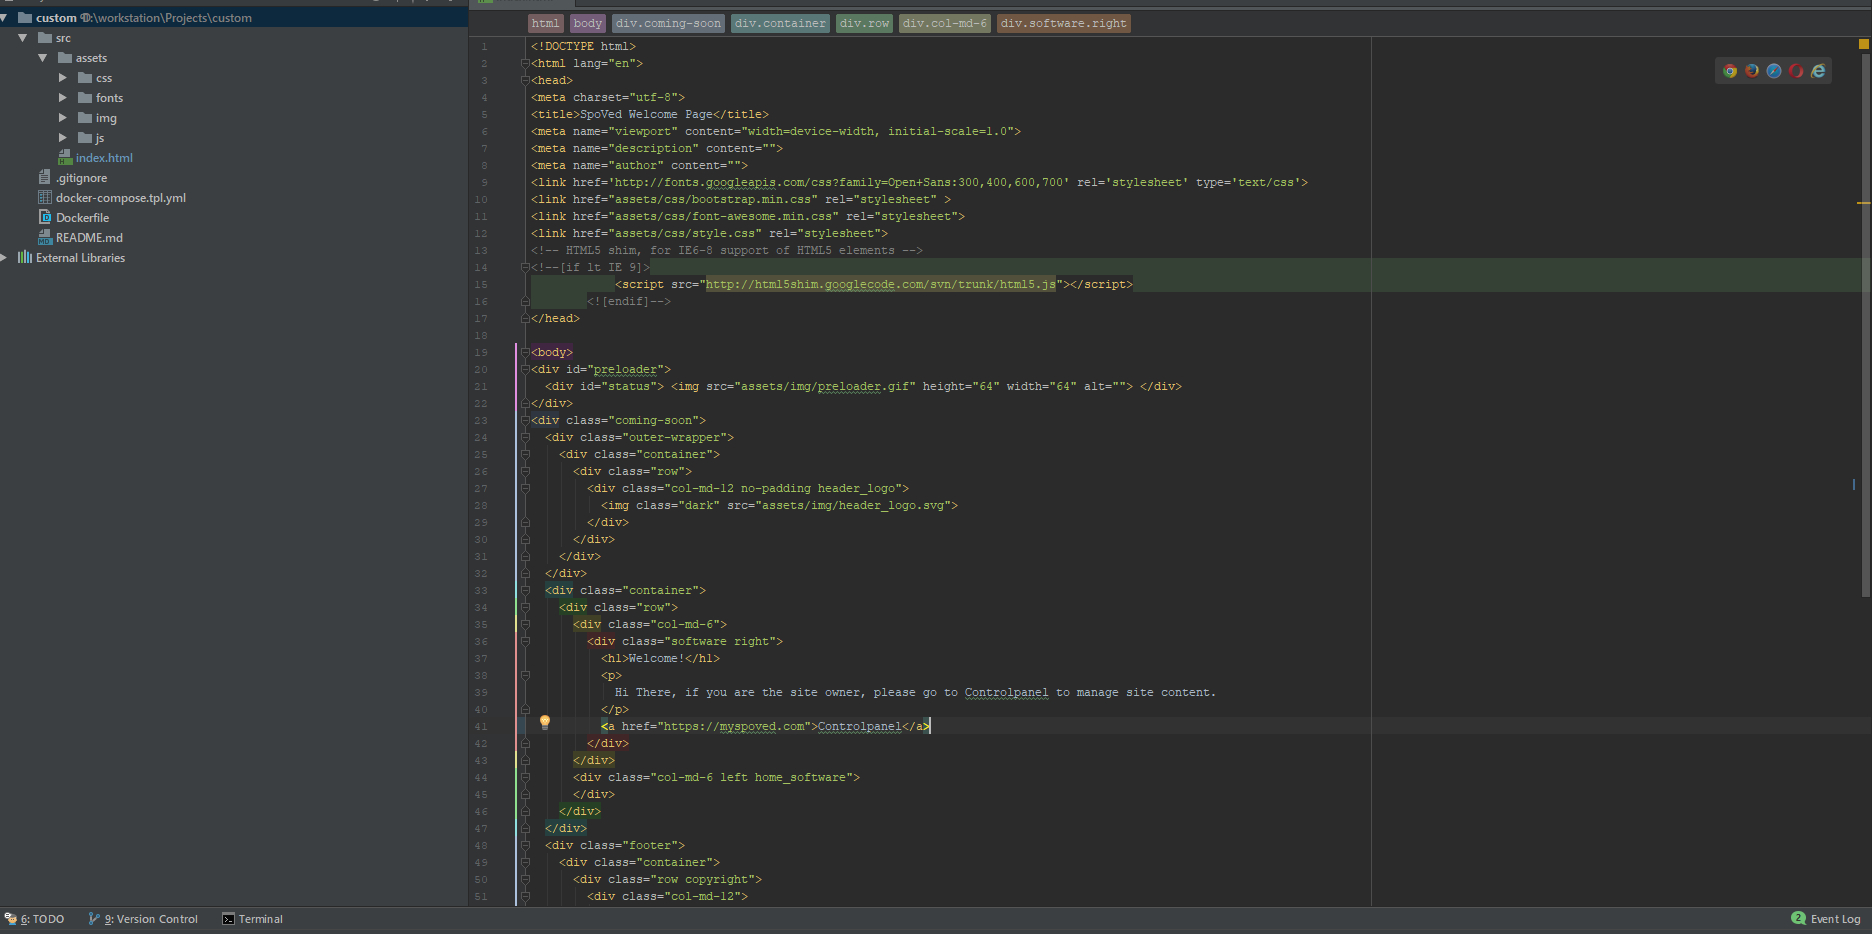 custom D:\workstation\Projects\custom
src
assets
css
fonts
img
js
index.html
.gitignore
docker-compose.tpl.yml
Dockerfile
README.md
External Libraries
html body div.coming-soon div.container div.row div.col-md-6 div.software.right
1 <!DOCTYPE html>
2 <html lang="en">
3 <head>
4 <meta charset="utf-8">
5 <title>SpoVed Welcome Page</title>
6 <meta name="viewport" content="width=device-width, initial-scale=1.0">
7 <meta name="description" content="">
8 <meta name="author" content="">
9 <link href='http://fonts.googleapis.com/css?family=Open+Sans:300,400,600,700' rel='stylesheet' type='text/css'>
10 <link href="assets/css/bootstrap.min.css" rel="stylesheet" >
11 <link href="assets/css/font-awesome.min.css" rel="stylesheet">
12 <link href="assets/css/style.css" rel="stylesheet">
13 <!-- HTML5 shim, for IE6-8 support of HTML5 elements -->
14 <!--[if lt IE 9]>
15 <script src="http://html5shim.googlecode.com/svn/trunk/html5.js"></script>
16 <![endif]-->
17 </head>
18
19 <body>
20 <div id="preloader">
21 <div id="status"> <img src="assets/img/preloader.gif" height="64" width="64" alt=""> </div>
22 </div>
23 <div class="coming-soon">
24 <div class="outer-wrapper">
25 <div class="container">
26 <div class="row">
27 <div class="col-md-12 no-padding header_logo">
28 <img class="dark" src="assets/img/header_logo.svg">
29 </div>
30 </div>
31 </div>
32 </div>
33 <div class="container">
34 <div class="row">
35 <div class="col-md-6">
36 <div class="software right">
37 <h1>Welcome!</h1>
38 <p>
39 Hi There, if you are the site owner, please go to Controlpanel to manage site content.
40 </p>
41 <a href="https://myspoved.com">Controlpanel</a>
42 </div>
43 </div>
44 <div class="col-md-6 left home_software">
45 </div>
46 </div>
47 </div>
48 <div class="footer">
49 <div class="container">
50 <div class="row copyright">
51 <div class="col-md-12">
6: TODO 9: Version Control Terminal 2 Event Log